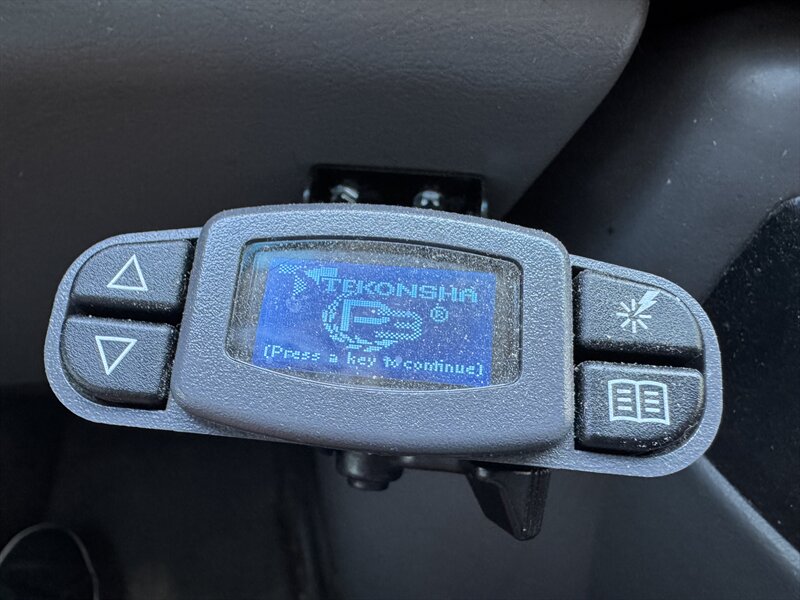 TEKONSHA
P3®
(Press a key to continue)